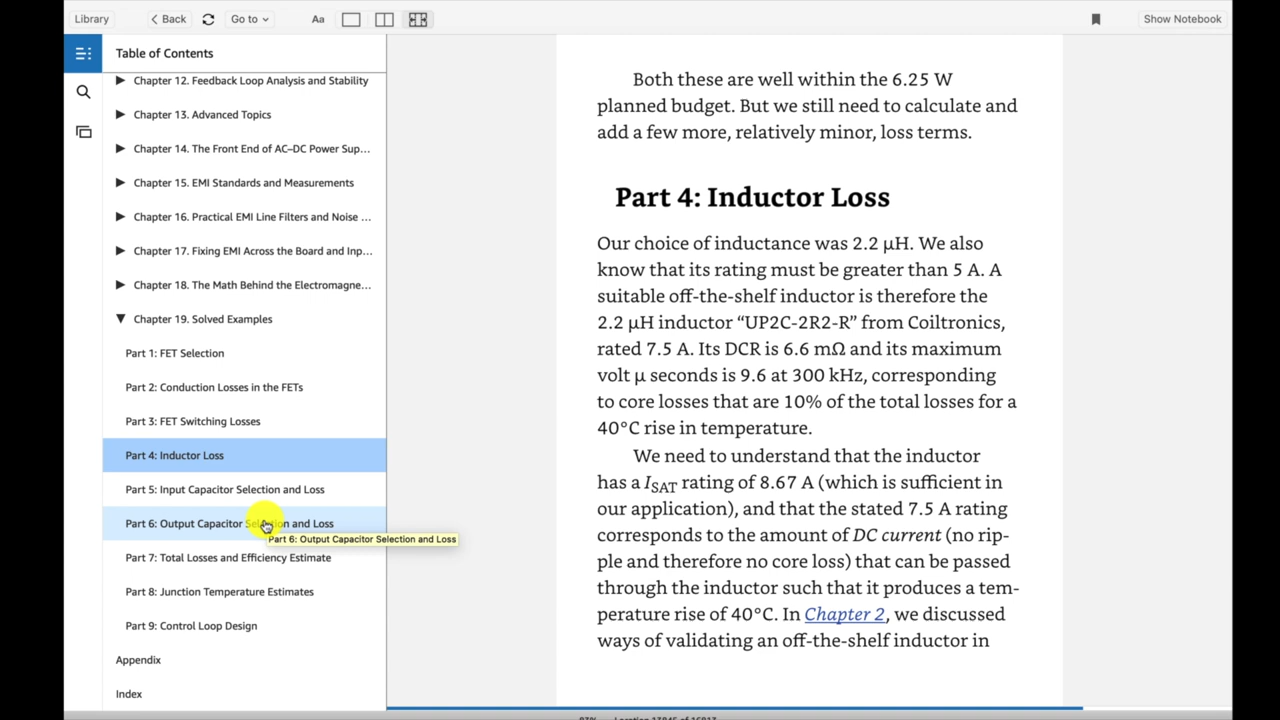 Library
Back
Go to
Aa
Show Notebook
Table of Contents
Chapter 12. Feedback Loop Analysis and Stability
Chapter 13. Advanced Topics
Chapter 14. The Front End of AC–DC Power Sup...
Chapter 15. EMI Standards and Measurements
Chapter 16. Practical EMI Line Filters and Noise ...
Chapter 17. Fixing EMI Across the Board and Inp...
Chapter 18. The Math Behind the Electromagne...
Chapter 19. Solved Examples
Part 1: FET Selection
Part 2: Conduction Losses in the FETs
Part 3: FET Switching Losses
Part 4: Inductor Loss
Part 5: Input Capacitor Selection and Loss
Part 6: Output Capacitor Selection and Loss
Part 6: Output Capacitor Selection and Loss
Part 7: Total Losses and Efficiency Estimate
Part 8: Junction Temperature Estimates
Part 9: Control Loop Design
Appendix
Index
Both these are well within the 6.25 W
planned budget. But we still need to calculate and
add a few more, relatively minor, loss terms.
Part 4: Inductor Loss
Our choice of inductance was 2.2 μH. We also
know that its rating must be greater than 5 A. A
suitable off-the-shelf inductor is therefore the
2.2 μH inductor “UP2C-2R2-R” from Coiltronics,
rated 7.5 A. Its DCR is 6.6 mΩ and its maximum
volt μ seconds is 9.6 at 300 kHz, corresponding
to core losses that are 10% of the total losses for a
40°C rise in temperature.
We need to understand that the inductor
has a ISAT rating of 8.67 A (which is sufficient in
our application), and that the stated 7.5 A rating
corresponds to the amount of DC current (no rip-
ple and therefore no core loss) that can be passed
through the inductor such that it produces a tem-
perature rise of 40°C. In Chapter 2, we discussed
ways of validating an off-the-shelf inductor in